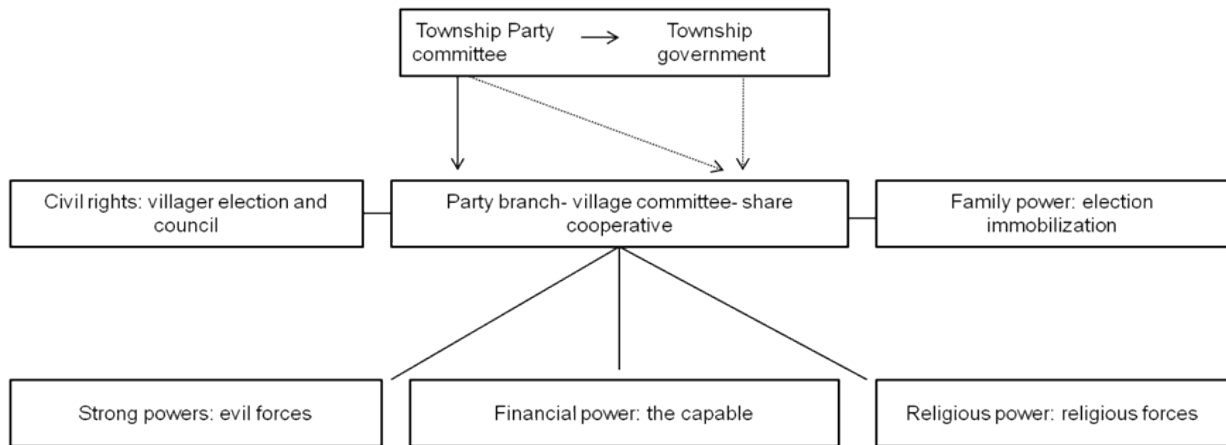 Township Party committee
Township government
Civil rights: villager election and
council
Party branch- village committee- share
cooperative
Family power: election
immobilization
Strong powers: evil forces
Financial power: the capable
Religious power: religious forces